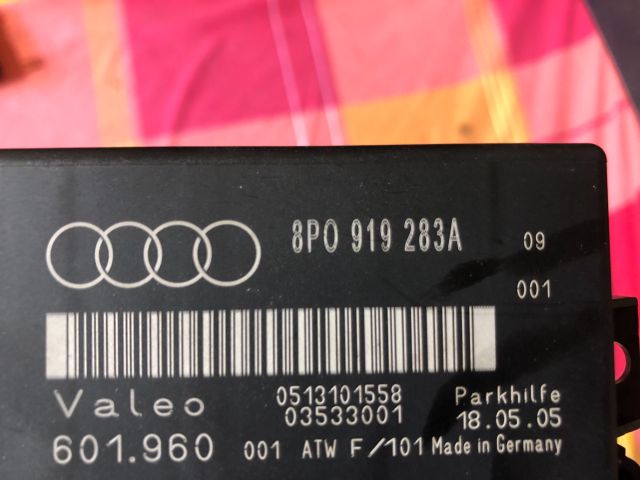 8P0 919 283A 09
001
0513101558 Parkhilfe
Valeo 03533001 18.05.05
601.960 001 ATW F/101 Made in Germany